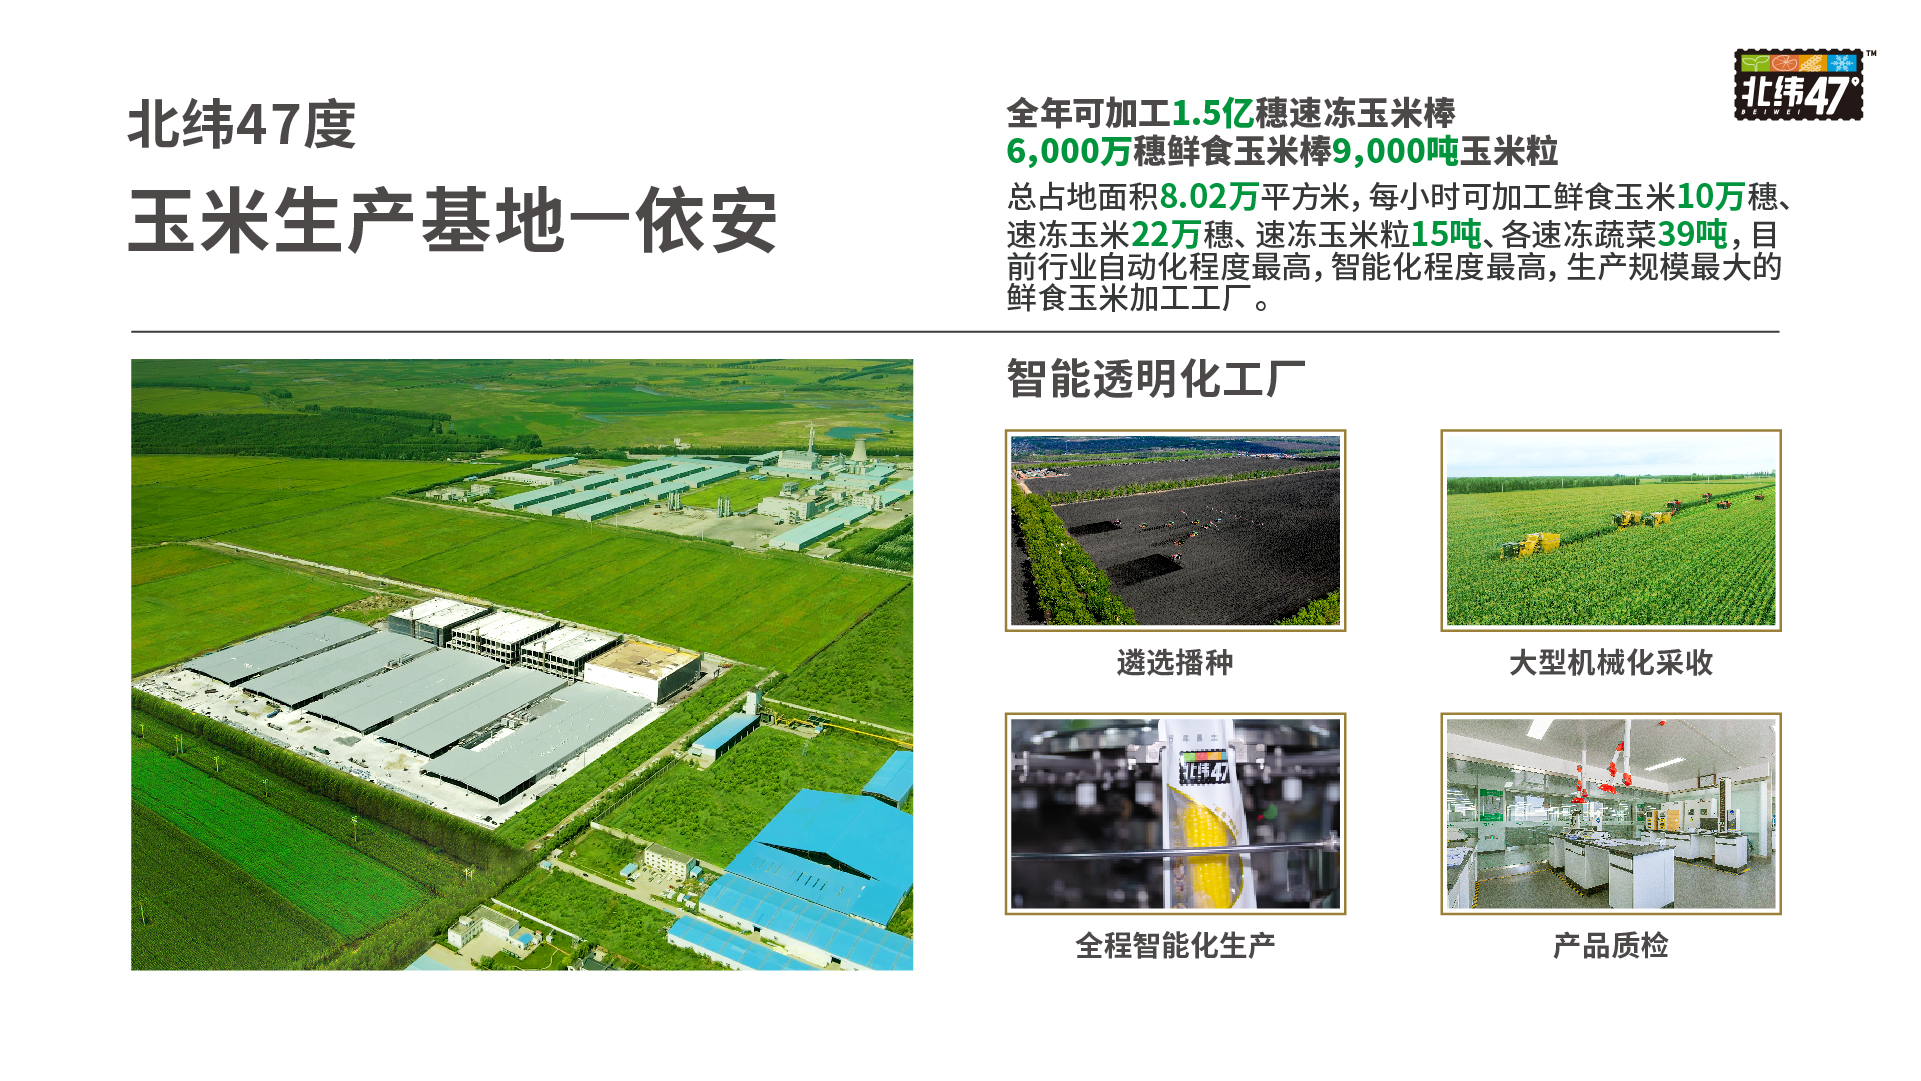 北纬47度
玉米生产基地—依安
全年可加工1.5亿穗速冻玉米棒
6,000万穗鲜食玉米棒9,000吨玉米粒
总占地面积8.02万平方米，每小时可加工鲜食玉米10万穗、
速冻玉米22万穗、速冻玉米粒15吨、各速冻蔬菜39吨，目
前行业自动化程度最高，智能化程度最高，生产规模最大的
鲜食玉米加工工厂。
北纬47°
BEIWEI
TM
智能透明化工厂
遴选播种
大型机械化采收
北纬47
全程智能化生产
产品质检